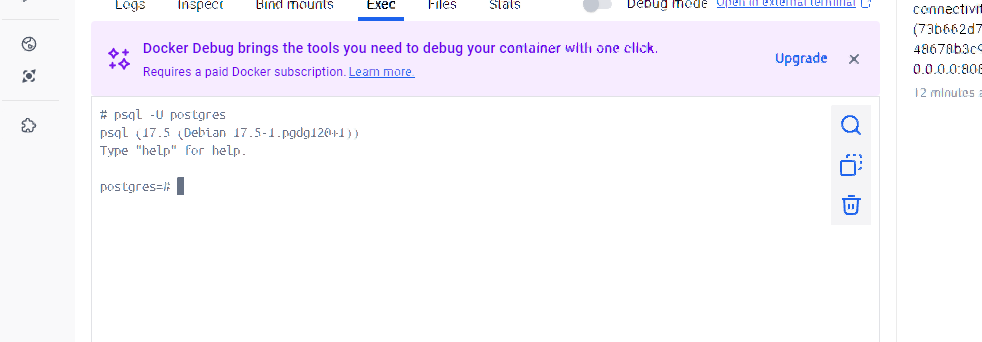 Logs Inspect Bind mounts Exec Files Stats Debug mode Open in external terminal
Docker Debug brings the tools you need to debug your container with one click.
Requires a paid Docker subscription. Learn more.
Upgrade
# psql -U postgres
psql (17.5 (Debian 17.5-1.pgdg120+1))
Type "help" for help.
postgres=#
connectivit
(73b662d7
48678b3c9
0.0.0.0:808
12 minutes a